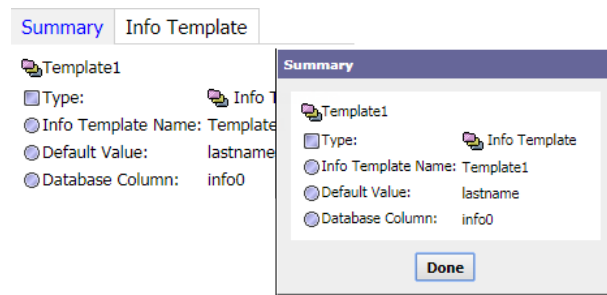 Summary Info Template
Template1
Type: Info
Info Template Name: Template
Default Value: lastname
Database Column: info0
Summary
Template1
Type: Info Template
Info Template Name: Template1
Default Value: lastname
Database Column: info0
Done